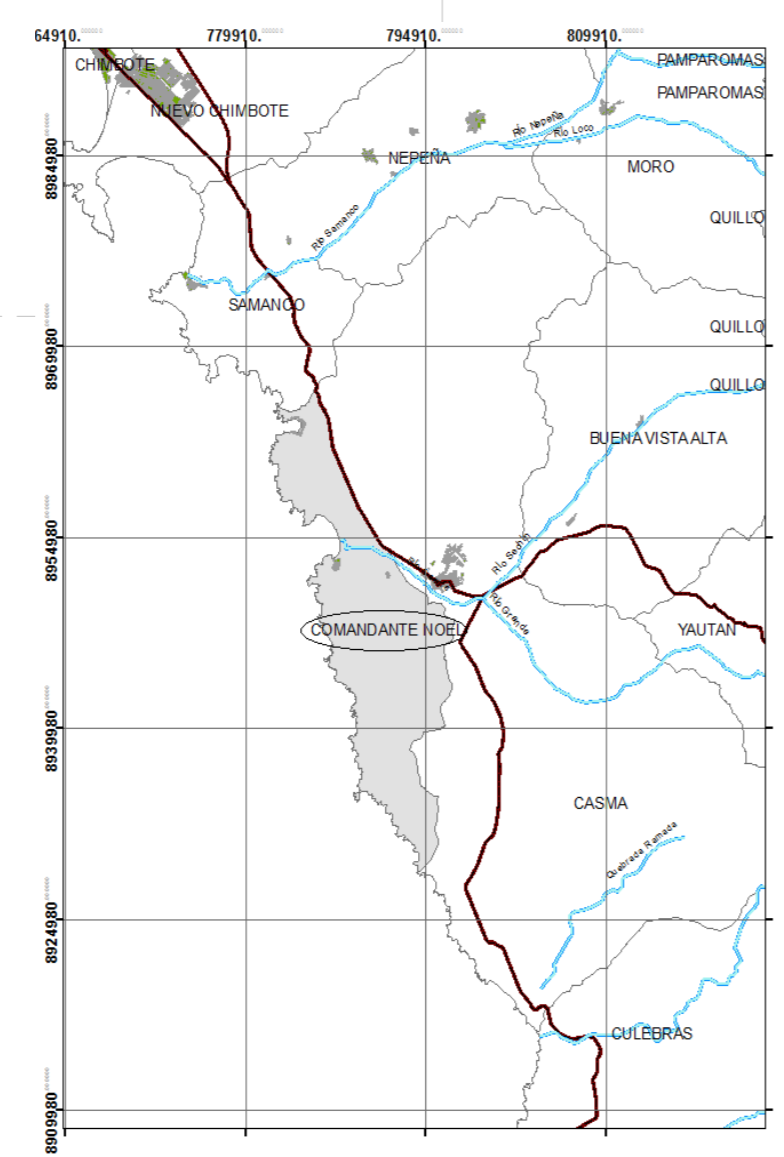 64910.
779910.
794910.
809910.
CHIMBOTE
PAMPAROMAS
NUEVO CHIMBOTE
PAMPAROMAS
Río Nepeña
Río Loco
8984980
NEPEÑA
MORO
QUILLO
Río Samanco
SAMANCO
QUILLO
8969980
QUILLO
BUENA VISTA ALTA
8954980
Río Sechín
Río Grande
COMANDANTE NOEL
YAUTAN
8939980
CASMA
Quebrada Ramada
8924980
CULEBRAS
8909980